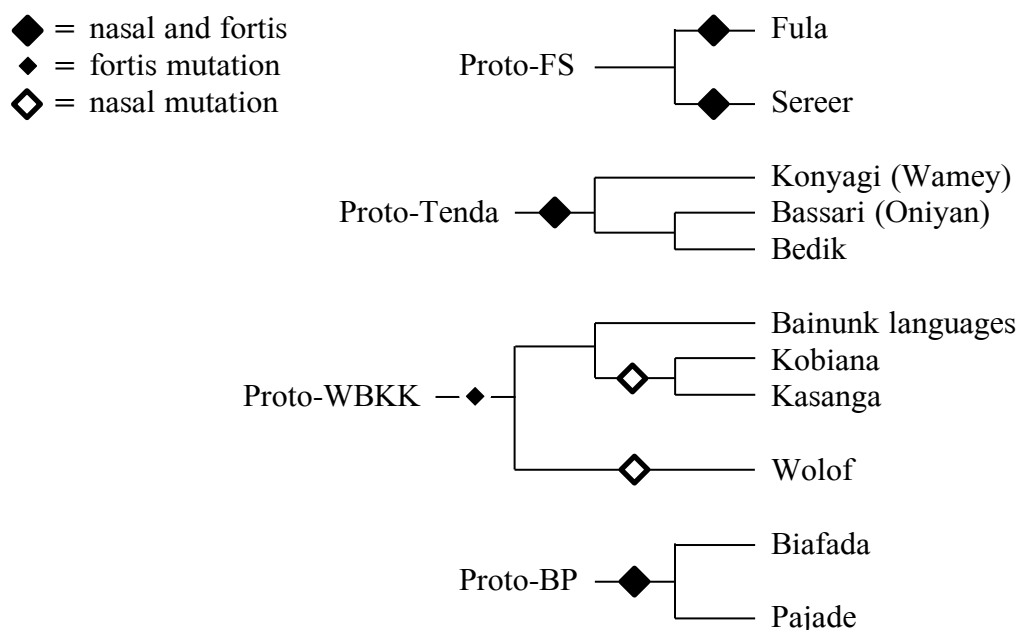 = nasal and fortis
= fortis mutation
= nasal mutation
Proto-FS
Fula
Sereer
Proto-Tenda
Konyagi (Wamey)
Bassari (Oniyan)
Bedik
Proto-WBKK
Bainunk languages
Kobiana
Kasanga
Wolof
Proto-BP
Biafada
Pajade